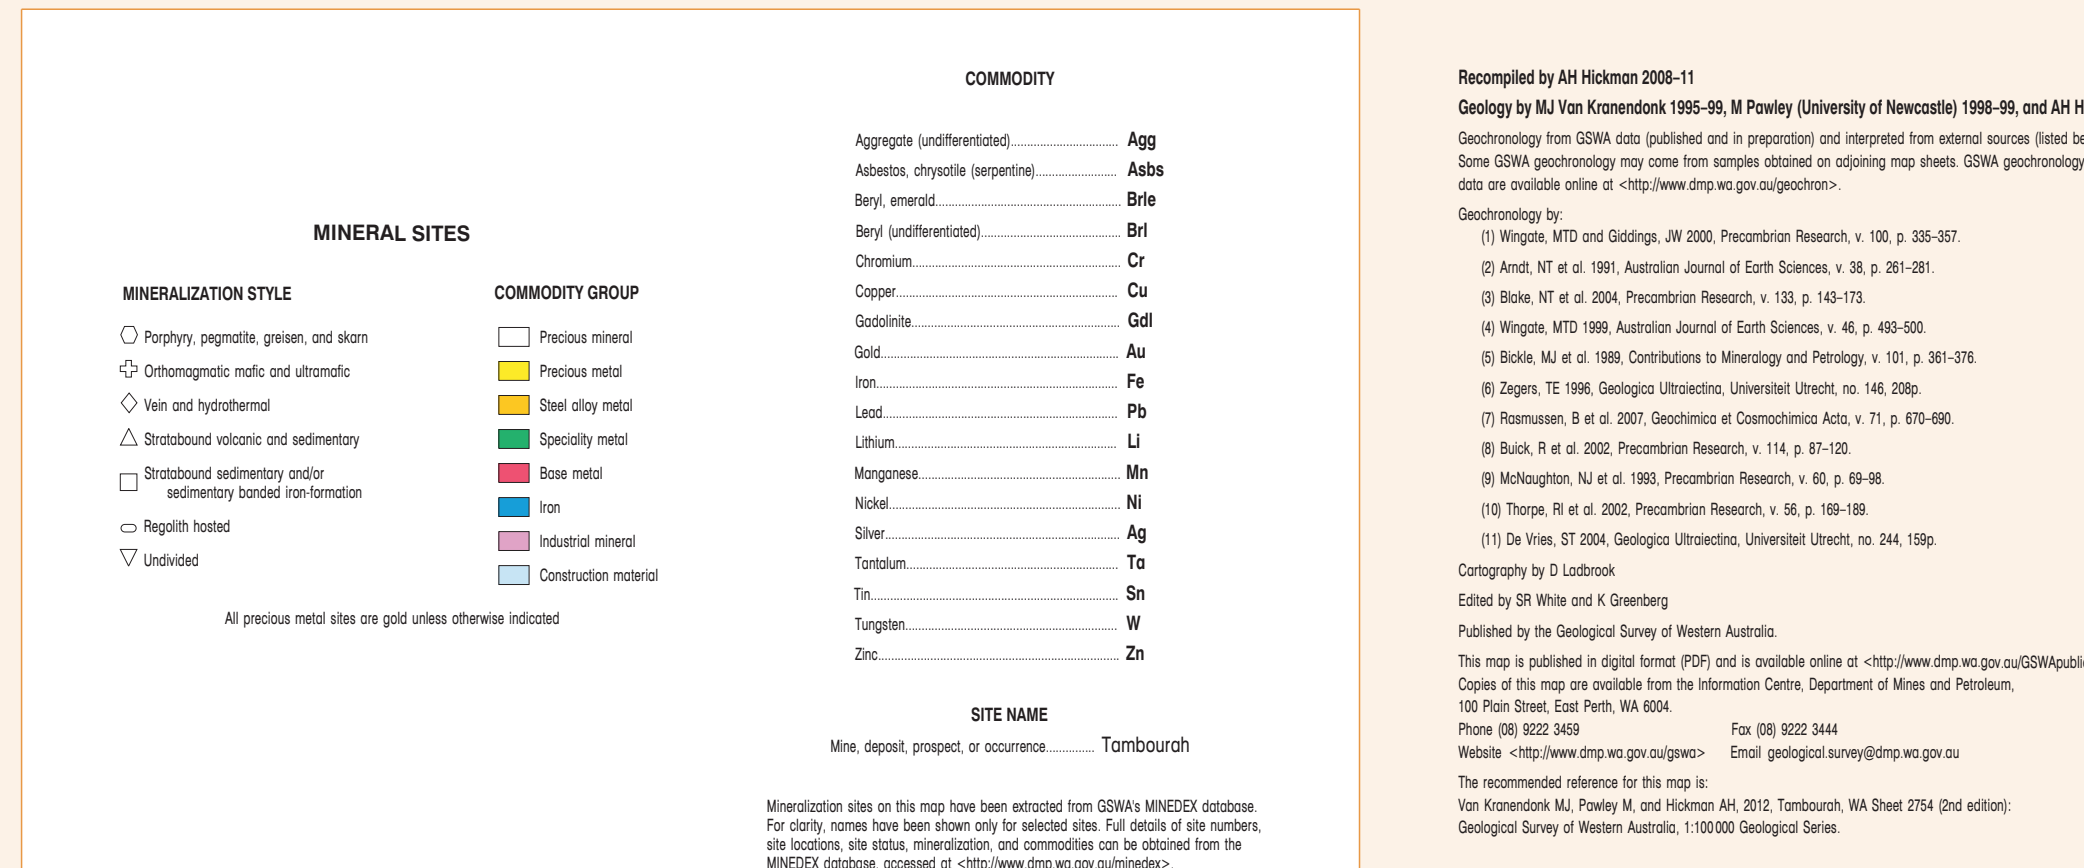 MINERAL SITES
MINERALIZATION STYLE
Porphyry, pegmatite, greisen, and skarn
Orthomagmatic mafic and ultramafic
Vein and hydrothermal
Stratabound volcanic and sedimentary
Stratabound sedimentary and/or
sedimentary banded iron-formation
Regolith hosted
Undivided
COMMODITY GROUP
Precious mineral
Precious metal
Steel alloy metal
Speciality metal
Base metal
Iron
Industrial mineral
Construction material
All precious metal sites are gold unless otherwise indicated
COMMODITY
Aggregate (undifferentiated)................................. Agg
Asbestos, chrysotile (serpentine)......................... Asbs
Beryl, emerald......................................................... Brle
Beryl (undifferentiated)........................................... Brl
Chromium................................................................ Cr
Copper.................................................................... Cu
Gadolinite................................................................ Gdl
Gold......................................................................... Au
Iron.......................................................................... Fe
Lead........................................................................ Pb
Lithium.................................................................... Li
Manganese.............................................................. Mn
Nickel...................................................................... Ni
Silver....................................................................... Ag
Tantalum................................................................. Ta
Tin............................................................................ Sn
Tungsten................................................................. W
Zinc.......................................................................... Zn
SITE NAME
Mine, deposit, prospect, or occurrence............... Tambourah
Mineralization sites on this map have been extracted from GSWA's MINEDEX database.
For clarity, names have been shown only for selected sites. Full details of site numbers,
site locations, site status, mineralization, and commodities can be obtained from the
MINEDEX database, accessed at <http://www.dmp.wa.gov.au/minedex>.
Recompiled by AH Hickman 2008–11
Geology by MJ Van Kranendonk 1995–99, M Pawley (University of Newcastle) 1998–99, and AH H
Geochronology from GSWA data (published and in preparation) and interpreted from external sources (listed be
Some GSWA geochronology may come from samples obtained on adjoining map sheets. GSWA geochronology
data are available online at <http://www.dmp.wa.gov.au/geochron>.
Geochronology by:
(1) Wingate, MTD and Giddings, JW 2000, Precambrian Research, v. 100, p. 335–357.
(2) Arndt, NT et al. 1991, Australian Journal of Earth Sciences, v. 38, p. 261–281.
(3) Blake, NT et al. 2004, Precambrian Research, v. 133, p. 143–173.
(4) Wingate, MTD 1999, Australian Journal of Earth Sciences, v. 46, p. 493–500.
(5) Bickle, MJ et al. 1989, Contributions to Mineralogy and Petrology, v. 101, p. 361–376.
(6) Zegers, TE 1996, Geologica Ultraiectina, Universiteit Utrecht, no. 146, 208p.
(7) Rasmussen, B et al. 2007, Geochimica et Cosmochimica Acta, v. 71, p. 670–690.
(8) Buick, R et al. 2002, Precambrian Research, v. 114, p. 87–120.
(9) McNaughton, NJ et al. 1993, Precambrian Research, v. 60, p. 69–98.
(10) Thorpe, RI et al. 2002, Precambrian Research, v. 56, p. 169–189.
(11) De Vries, ST 2004, Geologica Ultraiectina, Universiteit Utrecht, no. 244, 159p.
Cartography by D Ladbrook
Edited by SR White and K Greenberg
Published by the Geological Survey of Western Australia.
This map is published in digital format (PDF) and is available online at <http://www.dmp.wa.gov.au/GSWApublic
Copies of this map are available from the Information Centre, Department of Mines and Petroleum,
100 Plain Street, East Perth, WA 6004.
Phone (08) 9222 3459 Fax (08) 9222 3444
Website <http://www.dmp.wa.gov.au/gswa> Email geological.survey@dmp.wa.gov.au
The recommended reference for this map is:
Van Kranendonk MJ, Pawley M, and Hickman AH, 2012, Tambourah, WA Sheet 2754 (2nd edition):
Geological Survey of Western Australia, 1:100 000 Geological Series.